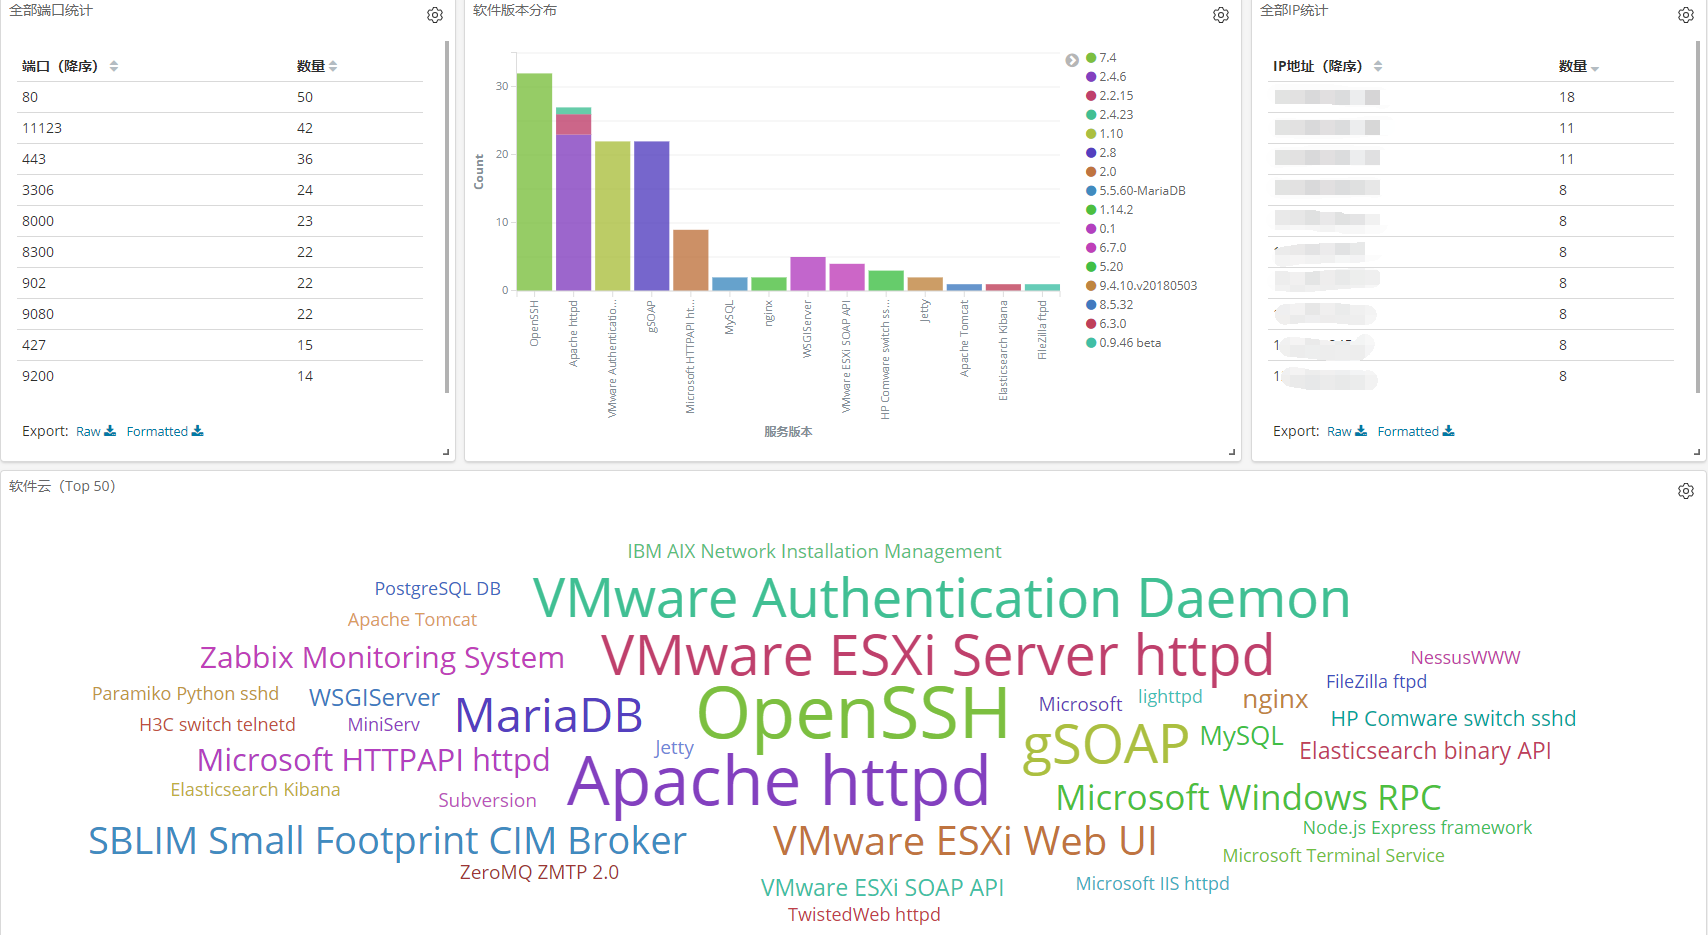 全部端口统计
端口（降序） 数量
80 50
11123 42
443 36
3306 24
8000 23
8300 22
902 22
9080 22
427 15
9200 14
Export: Raw Formatted
软件版本分布
Count
30
20
10
0
OpenSSH
Apache httpd
VMware Authenticatio...
gSOAP
Microsoft HTTPAPI ht...
MySQL
nginx
WSGIServer
VMware ESXi SOAP API
HP Comware switch ss...
Jetty
Apache Tomcat
Elasticsearch Kibana
FileZilla ftpd
服务版本
7.4
2.4.6
2.2.15
2.4.23
1.10
2.8
2.0
5.5.60-MariaDB
1.14.2
0.1
6.7.0
5.20
9.4.10.v20180503
8.5.32
6.3.0
0.9.46 beta
全部IP统计
IP地址（降序） 数量
18
11
11
8
8
8
8
8
8
8
Export: Raw Formatted
软件云（Top 50）
IBM AIX Network Installation Management
PostgreSQL DB
VMware Authentication Daemon
Apache Tomcat
Zabbix Monitoring System
VMware ESXi Server httpd
NessusWWW
FileZilla ftpd
Paramiko Python sshd
WSGIServer
MariaDB
OpenSSH
Microsoft
lighttpd
nginx
H3C switch telnetd
MiniServ
HP Comware switch sshd
Jetty
gSOAP
MySQL
Elasticsearch binary API
Microsoft HTTPAPI httpd
Apache httpd
Elasticsearch Kibana
Subversion
Microsoft Windows RPC
SBLIM Small Footprint CIM Broker
VMware ESXi Web UI
Node.js Express framework
Microsoft Terminal Service
ZeroMQ ZMTP 2.0
VMware ESXi SOAP API
Microsoft IIS httpd
TwistedWeb httpd